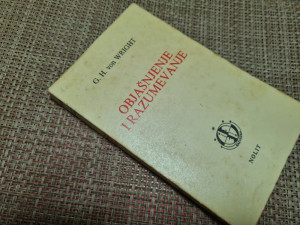 G. H. von WRIGHT
OBJAŠNJENJE
I RAZUMEVANJE
NOLIT